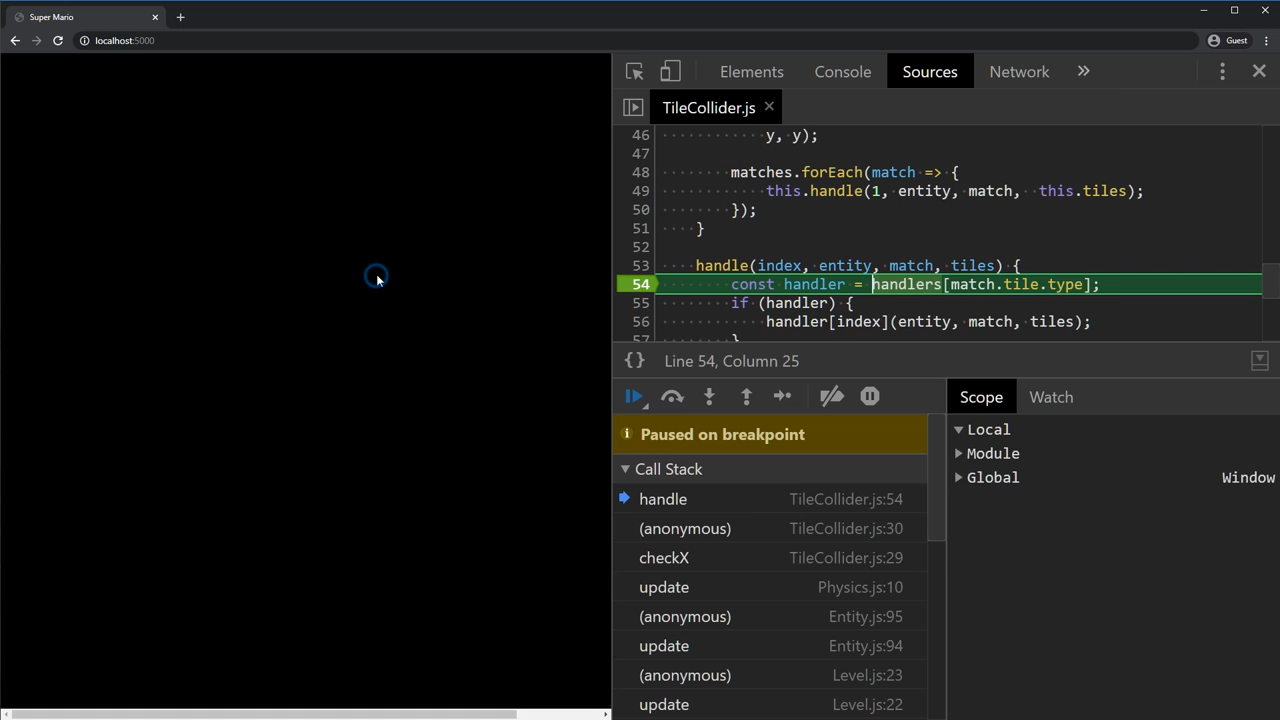 Super Mario
localhost:5000
Guest
Elements Console Sources Network
TileCollider.js
46 y, y);
47
48 matches.forEach(match => {
49 this.handle(1, entity, match, this.tiles);
50 });
51 }
52
53 handle(index, entity, match, tiles) {
54 const handler = handlers[match.tile.type];
55 if (handler) {
56 handler[index](entity, match, tiles);
57 }
{} Line 54, Column 25
Scope Watch
Paused on breakpoint
Call Stack
handle TileCollider.js:54
(anonymous) TileCollider.js:30
checkX TileCollider.js:29
update Physics.js:10
(anonymous) Entity.js:95
update Entity.js:94
(anonymous) Level.js:23
update Level.js:22
Local
Module
Global Window